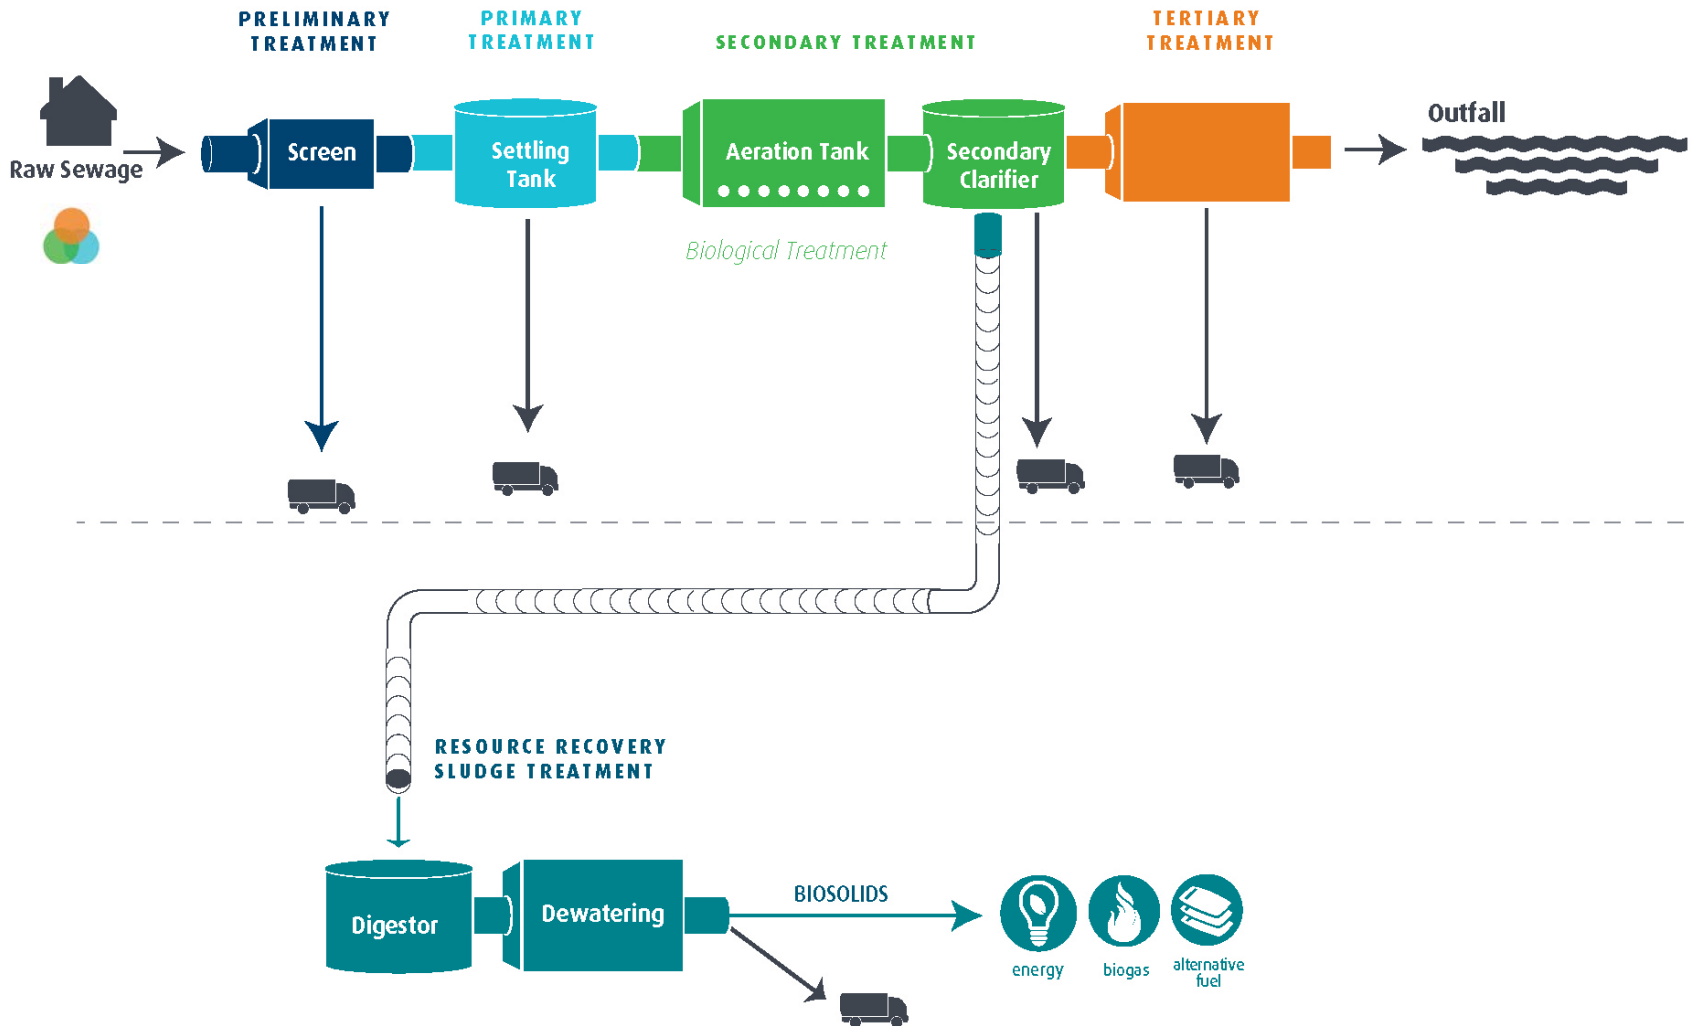 PRELIMINARY
TREATMENT
PRIMARY
TREATMENT
SECONDARY TREATMENT
TERTIARY
TREATMENT
Raw Sewage
Screen
Settling
Tank
Aeration Tank
Secondary
Clarifier
Outfall
Biological Treatment
RESOURCE RECOVERY
SLUDGE TREATMENT
Digestor
Dewatering
BIOSOLIDS
energy
biogas
alternative
fuel